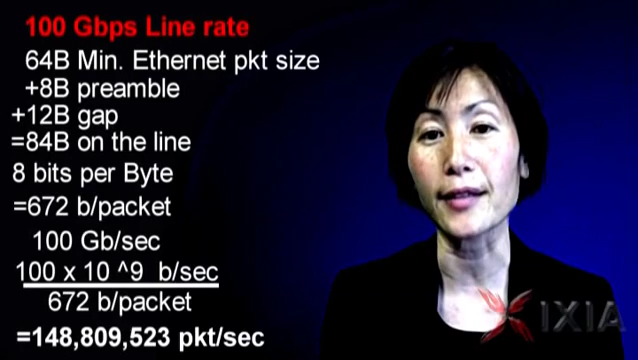 100 Gbps Line rate
64B Min. Ethernet pkt size
+8B preamble
+12B gap
=84B on the line
8 bits per Byte
=672 b/packet
100 Gb/sec
100 x 10 ^9 b/sec
672 b/packet
=148,809,523 pkt/sec
IXIA